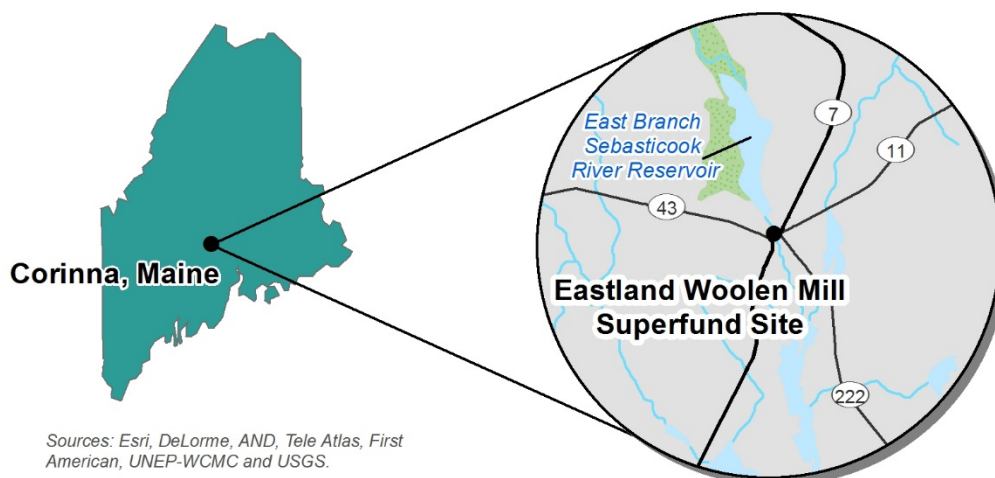 Corinna, Maine
East Branch
Sebasticook
River Reservoir
7
11
43
Eastland Woolen Mill
Superfund Site
222
Sources: Esri, DeLorme, AND, Tele Atlas, First
American, UNEP-WCMC and USGS.